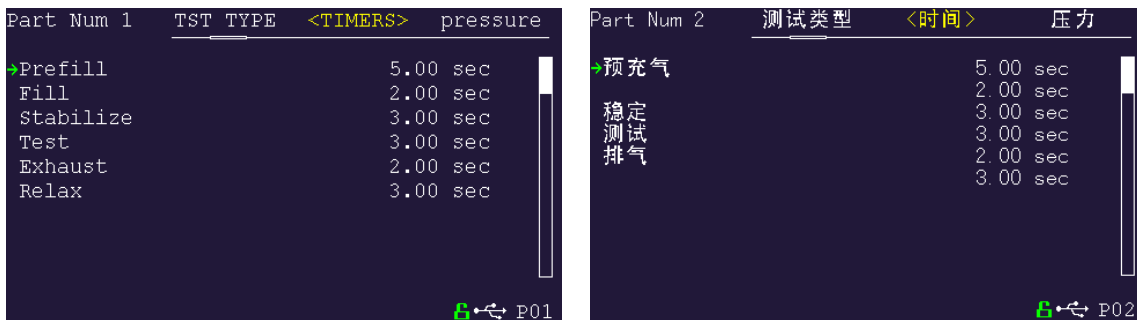 Part Num 1 TST TYPE <TIMERS> pressure
→Prefill 5.00 sec
Fill 2.00 sec
Stabilize 3.00 sec
Test 3.00 sec
Exhaust 2.00 sec
Relax 3.00 sec
P01
Part Num 2 测试类型 <时间> 压力
→预充气 5.00 sec
2.00 sec
稳定 3.00 sec
测试 3.00 sec
排气 2.00 sec
3.00 sec
P02